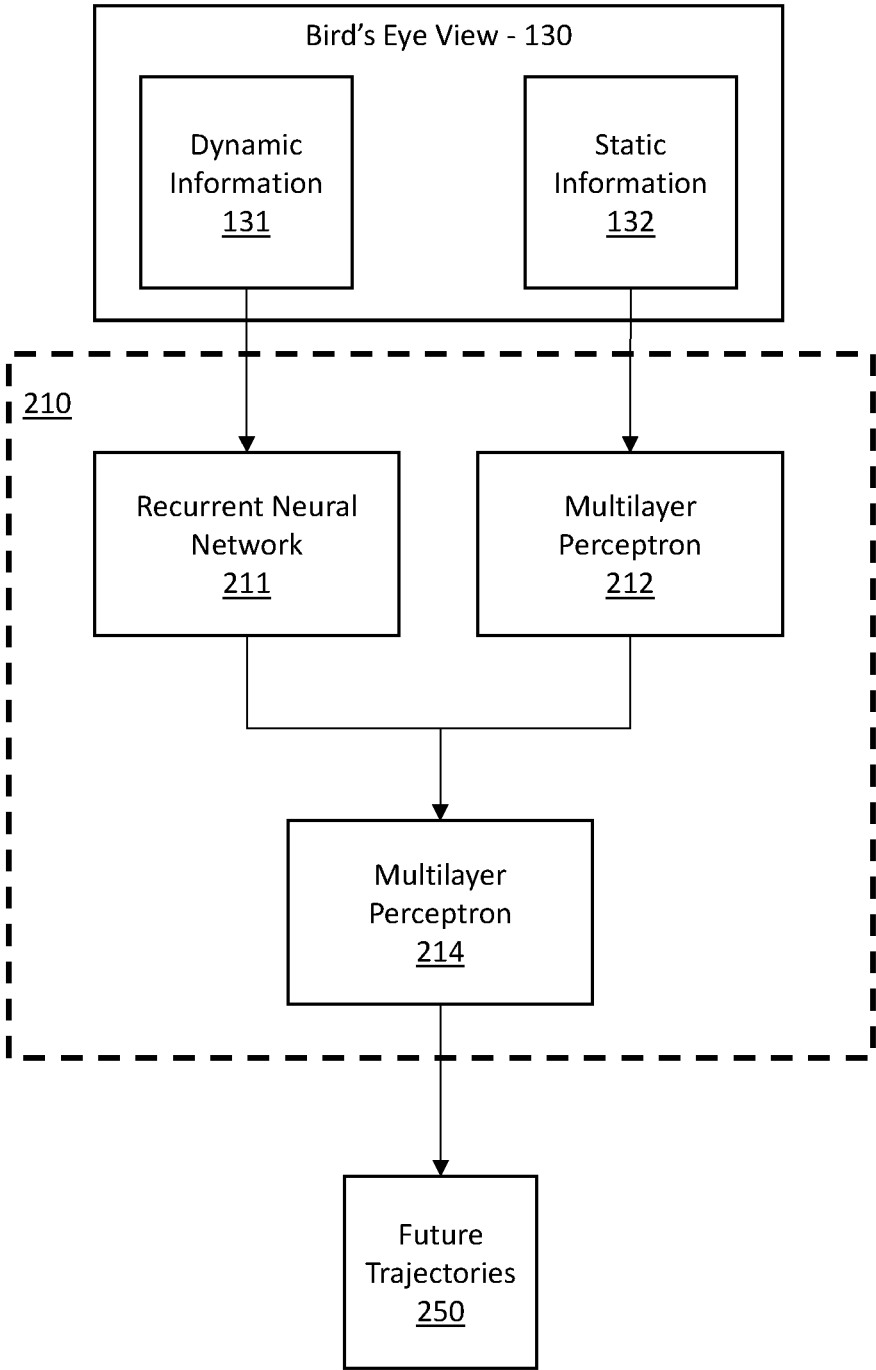 Bird’s Eye View - 130
Dynamic
Information
131
Static
Information
132
210
Recurrent Neural
Network
211
Multilayer
Perceptron
212
Multilayer
Perceptron
214
Future
Trajectories
250